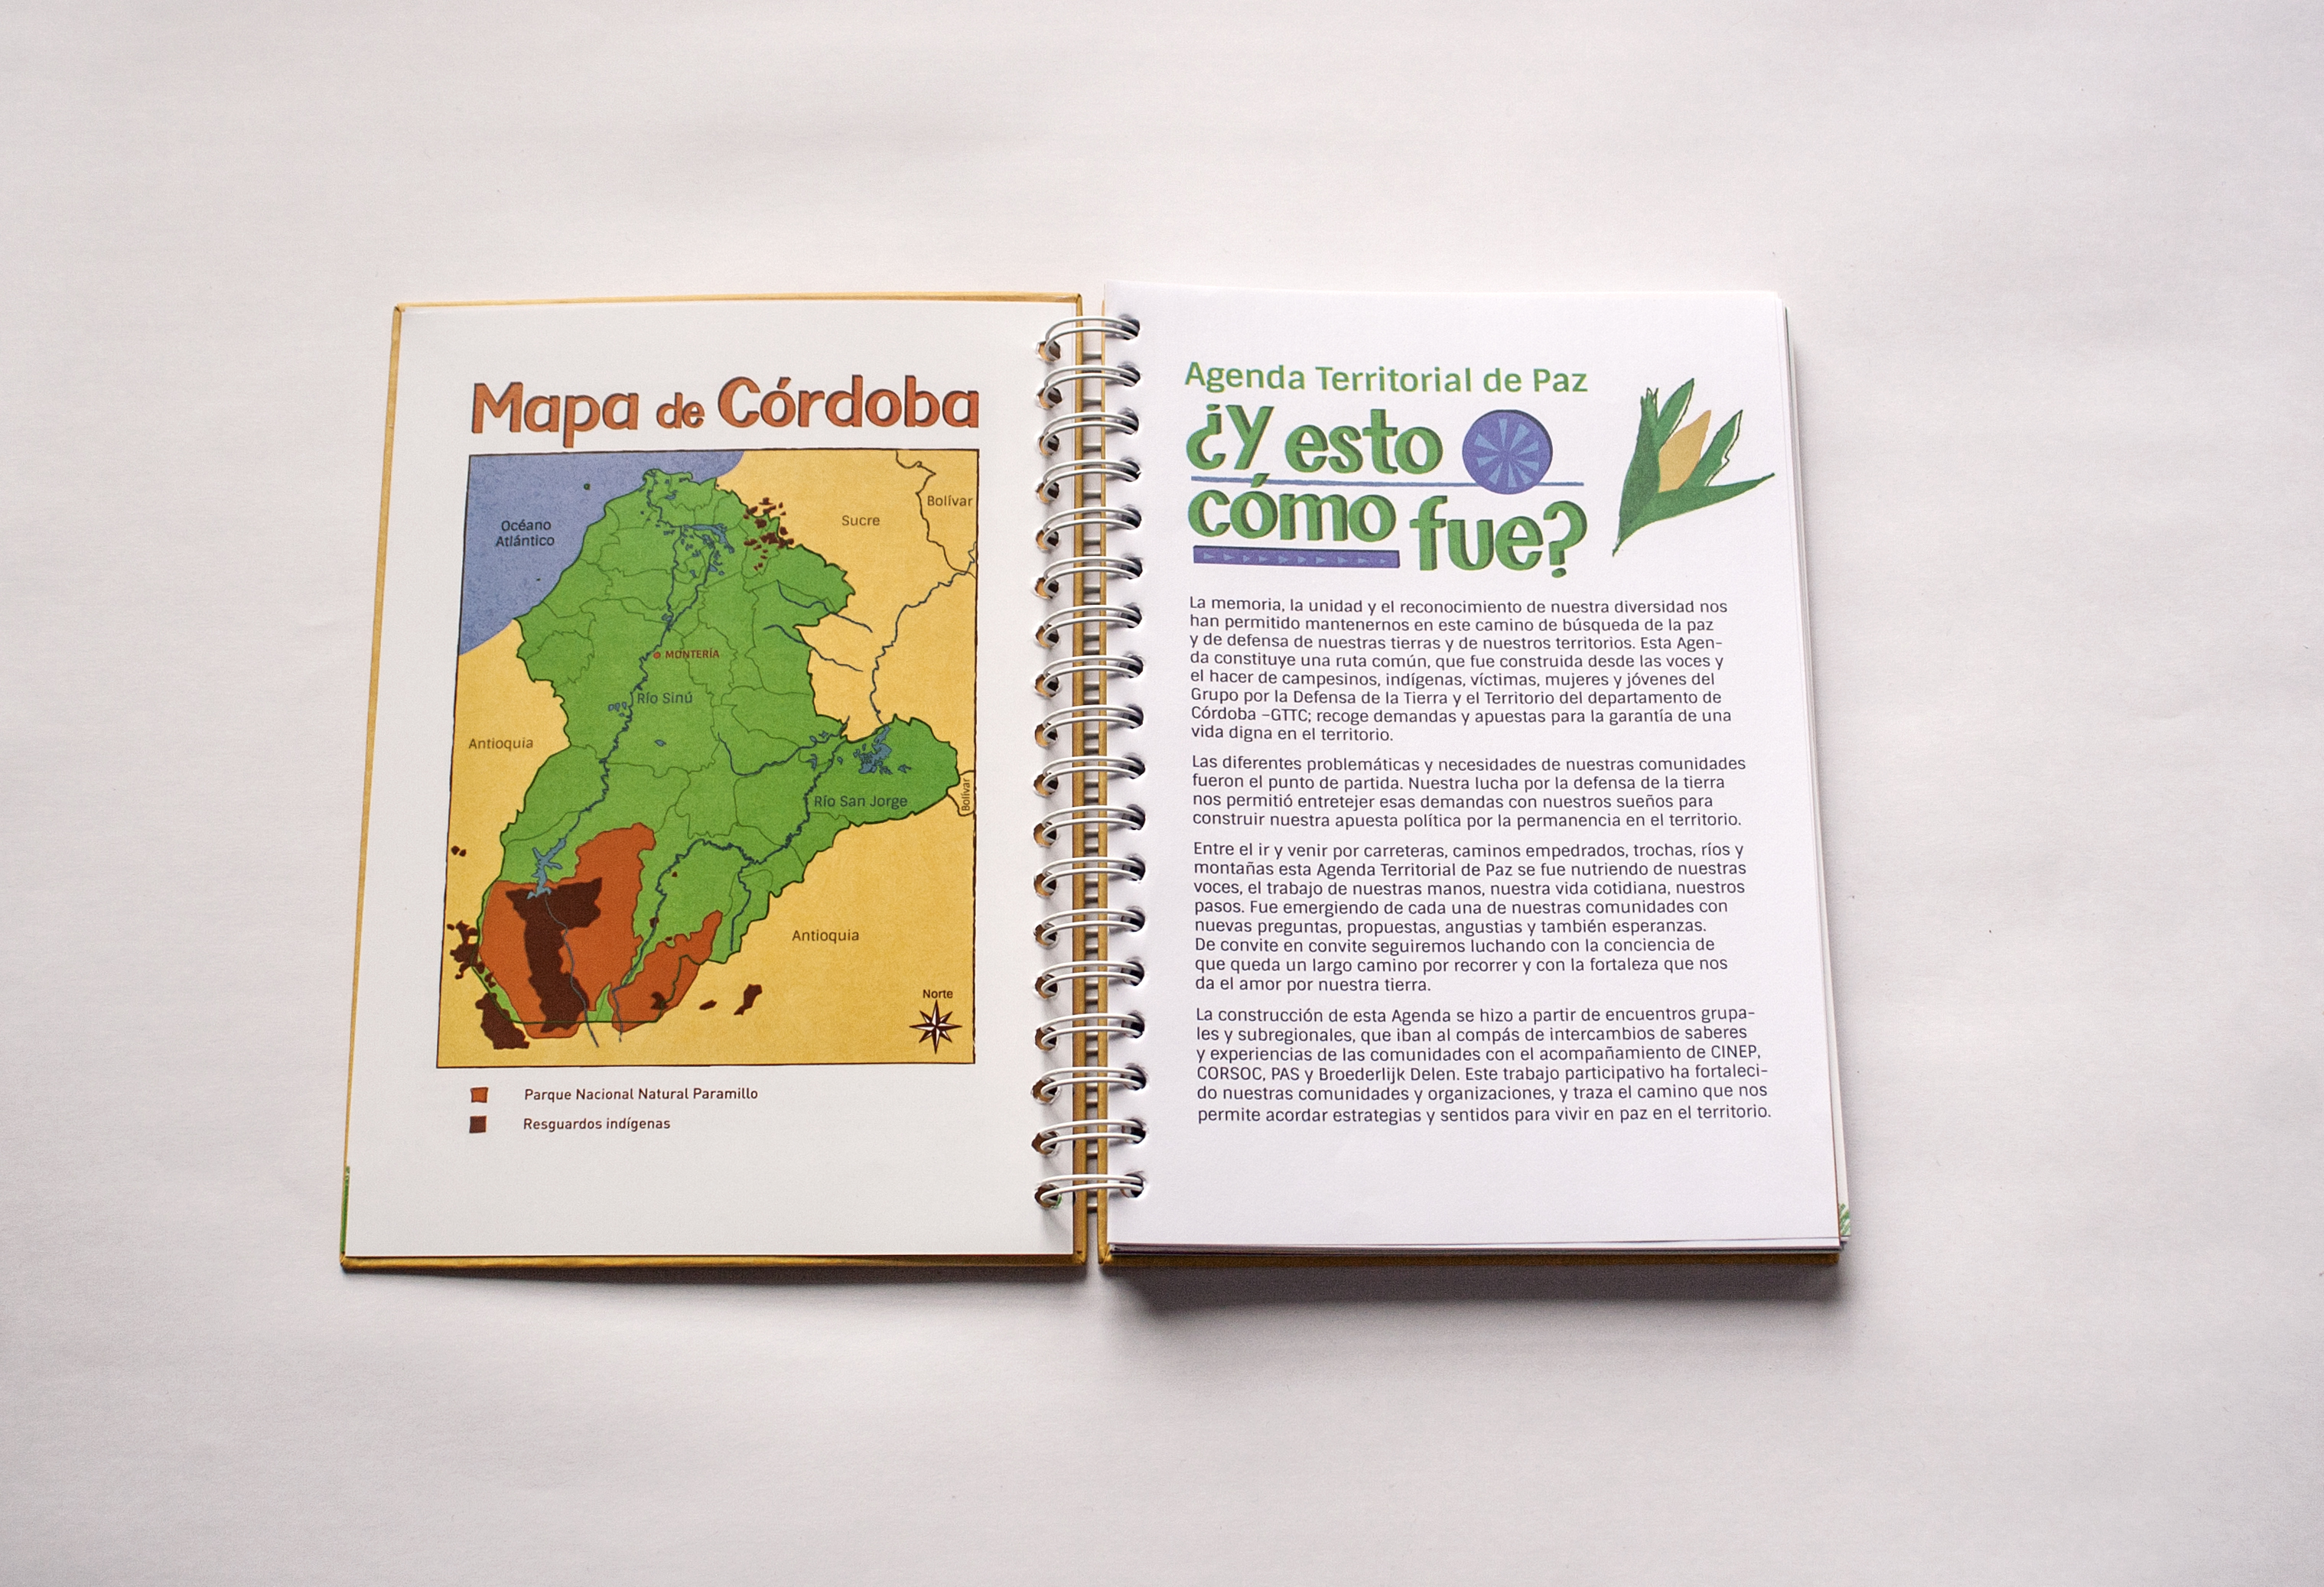 Mapa de Córdoba
Océano
Atlántico
Sucre
Bolívar
MONTERÍA
Río Sinú
Antioquia
Río San Jorge
Bolívar
Antioquia
Norte
Parque Nacional Natural Paramillo
Resguardos indígenas
Agenda Territorial de Paz
¿Y esto
cómo fue?
La memoria, la unidad y el reconocimiento de nuestra diversidad nos
han permitido mantenernos en este camino de búsqueda de la paz
y de defensa de nuestras tierras y de nuestros territorios. Esta Agen-
da constituye una ruta común, que fue construida desde las voces y
el hacer de campesinos, indígenas, víctimas, mujeres y jóvenes del
Grupo por la Defensa de la Tierra y el Territorio del departamento de
Córdoba –GTTC; recoge demandas y apuestas para la garantía de una
vida digna en el territorio.
Las diferentes problemáticas y necesidades de nuestras comunidades
fueron el punto de partida. Nuestra lucha por la defensa de la tierra
nos permitió entretejer esas demandas con nuestros sueños para
construir nuestra apuesta política por la permanencia en el territorio.
Entre el ir y venir por carreteras, caminos empedrados, trochas, ríos y
montañas esta Agenda Territorial de Paz se fue nutriendo de nuestras
voces, el trabajo de nuestras manos, nuestra vida cotidiana, nuestros
pasos. Fue emergiendo de cada una de nuestras comunidades con
nuevas preguntas, propuestas, angustias y también esperanzas.
De convite en convite seguiremos luchando con la conciencia de
que queda un largo camino por recorrer y con la fortaleza que nos
da el amor por nuestra tierra.
La construcción de esta Agenda se hizo a partir de encuentros grupa-
les y subregionales, que iban al compás de intercambios de saberes
y experiencias de las comunidades con el acompañamiento de CINEP,
CORSOC, PAS y Broederlijk Delen. Este trabajo participativo ha fortaleci-
do nuestras comunidades y organizaciones, y traza el camino que nos
permite acordar estrategias y sentidos para vivir en paz en el territorio.